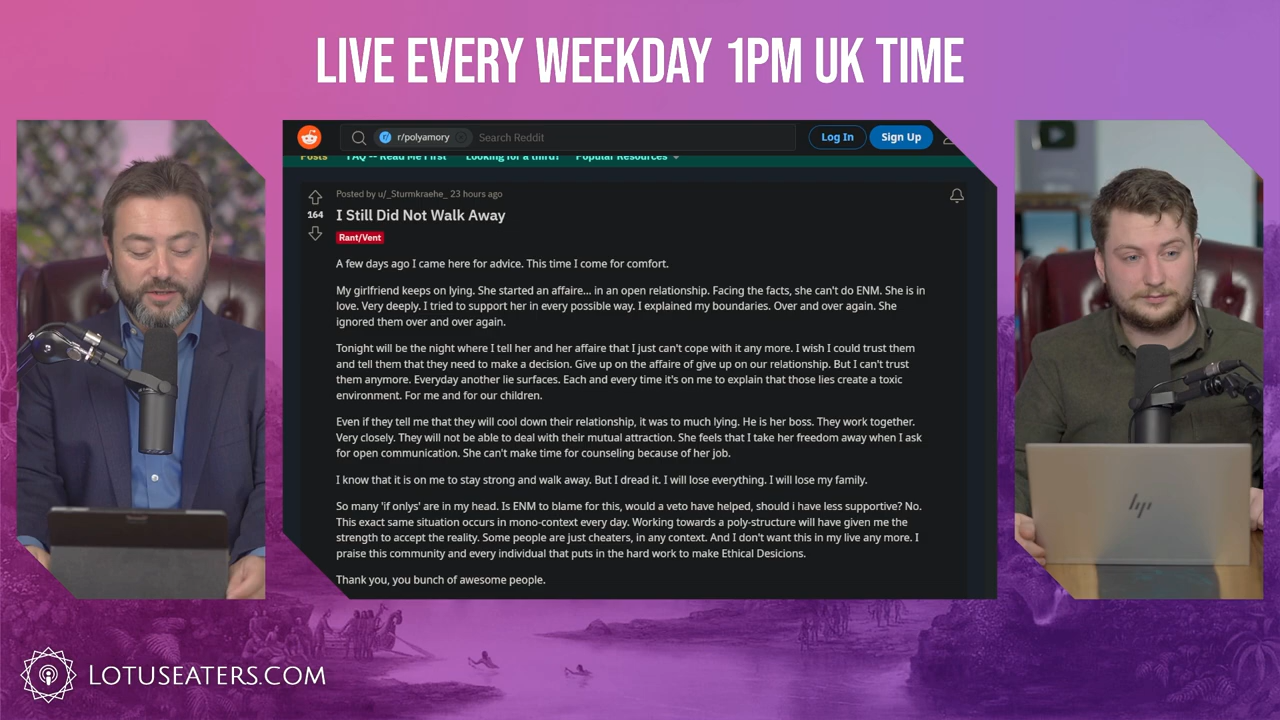 LIVE EVERY WEEKDAY 1PM UK TIME
r/polyamory
Search Reddit
Log In
Sign Up
Posts
FAQ -- Read Me First
Looking for a third?
Popular Resources
Posted by u/_Sturmkraehe_ 23 hours ago
164
I Still Did Not Walk Away
Rant/Vent
A few days ago I came here for advice. This time I come for comfort.
My girlfriend keeps on lying. She started an affaire... in an open relationship. Facing the facts, she can't do ENM. She is in
love. Very deeply. I tried to support her in every possible way. I explained my boundaries. Over and over again. She
ignored them over and over again.
Tonight will be the night where I tell her and her affaire that I just can't cope with it any more. I wish I could trust them
and tell them that they need to make a decision. Give up on the affaire of give up on our relationship. But I can't trust
them anymore. Everyday another lie surfaces. Each and every time it's on me to explain that those lies create a toxic
environment. For me and for our children.
Even if they tell me that they will cool down their relationship, it was to much lying. He is her boss. They work together.
Very closely. They will not be able to deal with their mutual attraction. She feels that I take her freedom away when I ask
for open communication. She can't make time for counseling because of her job.
I know that it is on me to stay strong and walk away. But I dread it. I will lose everything. I will lose my family.
So many 'if onlys' are in my head. Is ENM to blame for this, would a veto have helped, should i have less supportive? No.
This exact same situation occurs in mono-context every day. Working towards a poly-structure will have given me the
strength to accept the reality. Some people are just cheaters, in any context. And I don't want this in my live any more. I
praise this community and every individual that puts in the hard work to make Ethical Desicions.
Thank you, you bunch of awesome people.
hp
LOTUSEATERS.COM